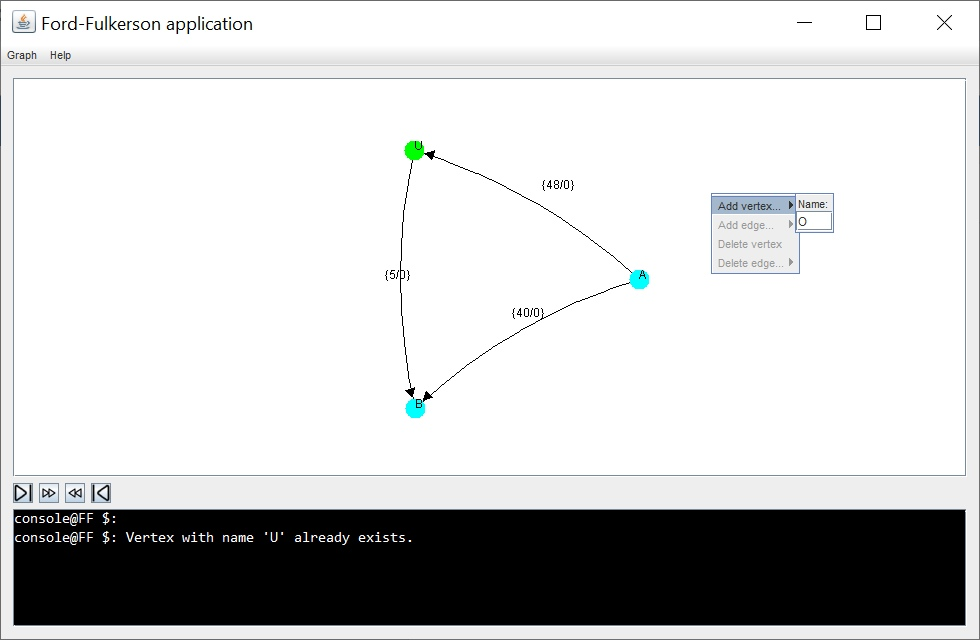 Ford-Fulkerson application
Graph Help
U
{48/0}
Add vertex...
Name:
Add edge...
O
Delete vertex
Delete edge...
{5/0}
A
{40/0}
B
console@FF $:
console@FF $: Vertex with name 'U' already exists.